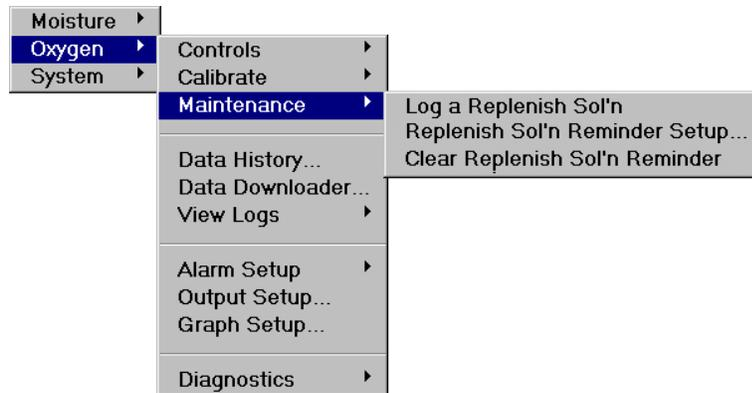 Moisture
Oxygen
System
Controls
Calibrate
Maintenance
Data History...
Data Downloader...
View Logs
Alarm Setup
Output Setup...
Graph Setup...
Diagnostics
Log a Replenish Sol'n
Replenish Sol'n Reminder Setup...
Clear Replenish Sol'n Reminder